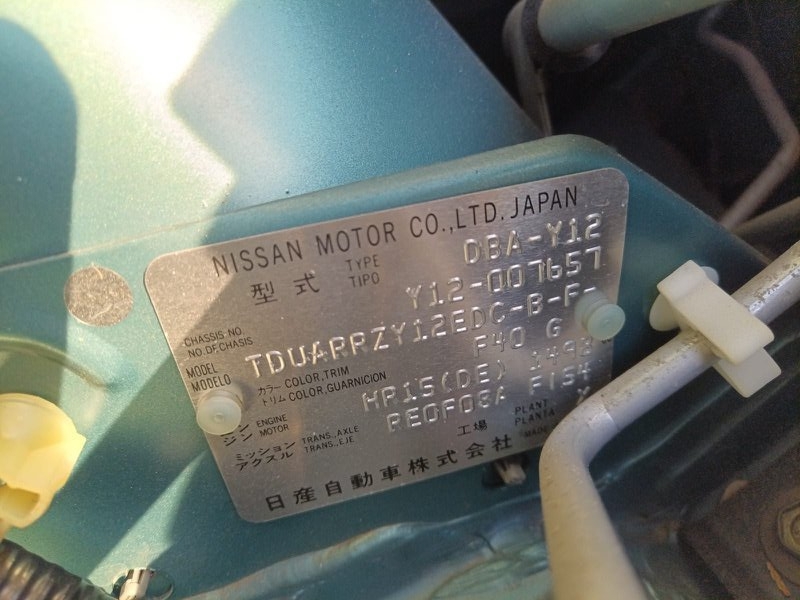 NISSAN MOTOR CO.,LTD. JAPAN
型式 TYPE TIPO DBA-Y12
CHASSIS NO. NO. DE CHASIS Y12-007657
MODEL MODELO TDUARRZY12EDC-B-F-
カラー COLOR, TRIM
トリム COLOR, GUARNICION F40 G
ENGINE MOTOR HR15(DE) 1498
ミッション TRANS., AXLE
アクスル TRANS., EJE RE0F08A F154
工場 PLANT PLANTA Y
日産自動車株式会社 MADE